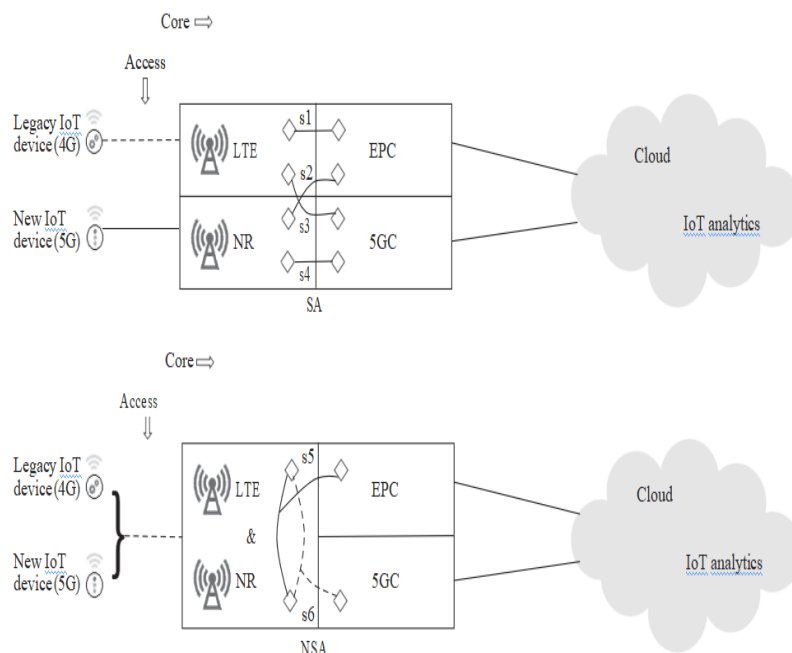 Core
Access
Legacy IoT
device (4G)
LTE
s1
EPC
s2
Cloud
New IoT
device (5G)
NR
s3
5GC
IoT analytics
s4
SA
Core
Access
Legacy IoT
device (4G)
LTE
s5
EPC
Cloud
&
New IoT
device (5G)
NR
5GC
IoT analytics
s6
NSA